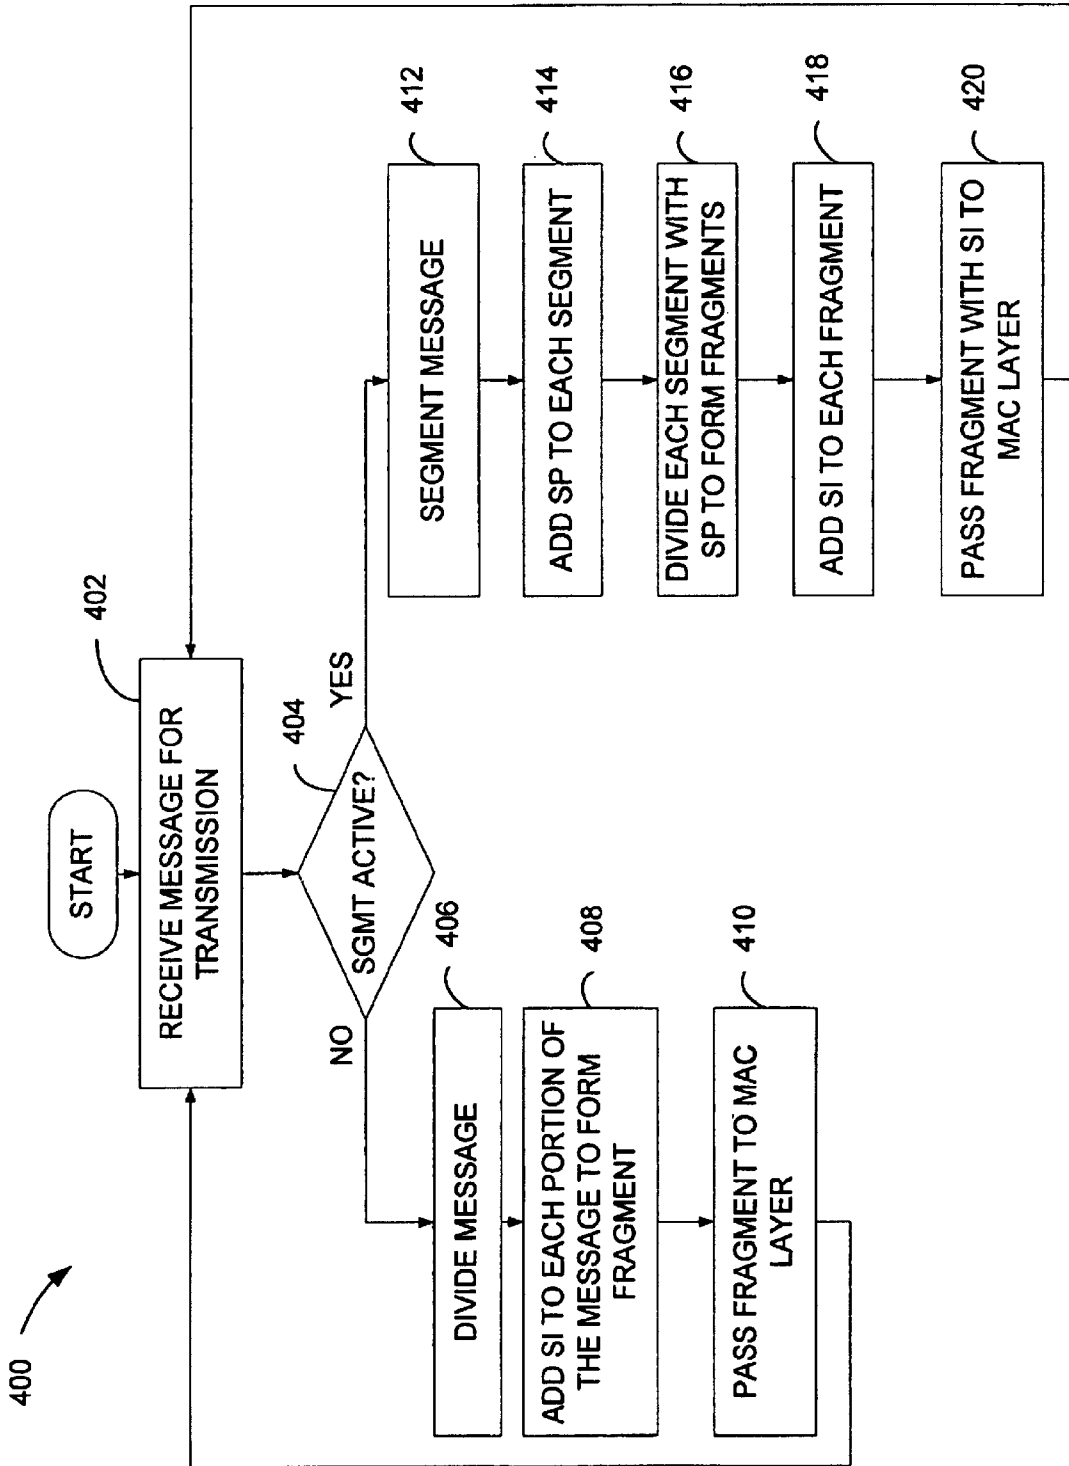 400
START
RECEIVE MESSAGE FOR
TRANSMISSION
402
SGMT ACTIVE?
404
NO
YES
DIVIDE MESSAGE
406
ADD SI TO EACH PORTION OF
THE MESSAGE TO FORM
FRAGMENT
408
PASS FRAGMENT TO MAC
LAYER
410
SEGMENT MESSAGE
412
ADD SP TO EACH SEGMENT
414
DIVIDE EACH SEGMENT WITH
SP TO FORM FRAGMENTS
416
ADD SI TO EACH FRAGMENT
418
PASS FRAGMENT WITH SI TO
MAC LAYER
420